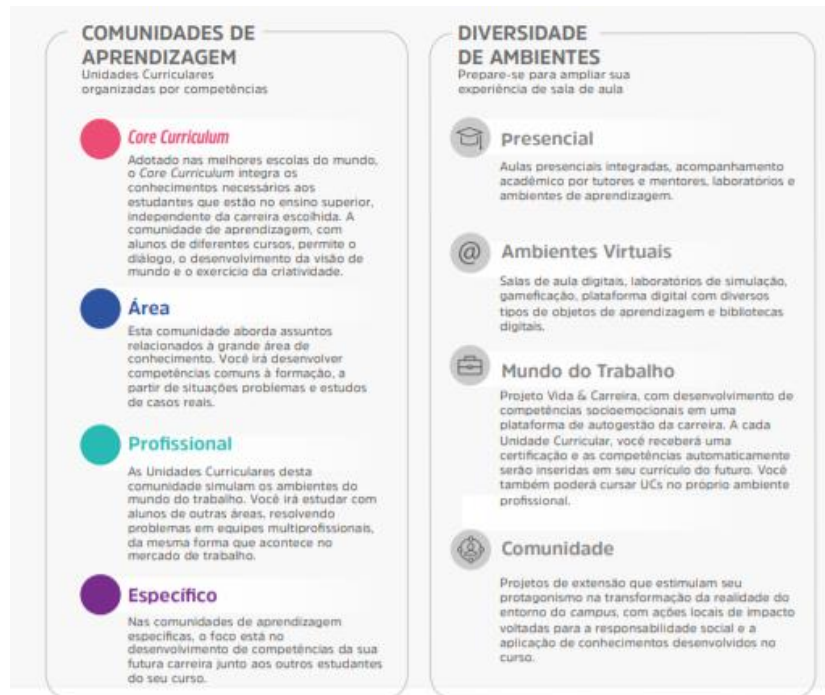 COMUNIDADES DE
APRENDIZAGEM
Unidades Curriculares
organizadas por competências
Core Curriculum
Adotado nas melhores escolas do mundo,
o Core Curriculum integra os
conhecimentos necessários aos
estudantes que estão no ensino superior,
independente da carreira escolhida. A
comunidade de aprendizagem, com
alunos de diferentes cursos, permite o
diálogo, o desenvolvimento da visão de
mundo e o exercício da criatividade.
Área
Esta comunidade aborda assuntos
relacionados à grande área de
conhecimento. Você irá desenvolver
competências comuns à formação, a
partir de situações problemas e estudos
de casos reais.
Profissional
As Unidades Curriculares desta
comunidade simulam os ambientes do
mundo do trabalho. Você irá estudar com
alunos de outras áreas, resolvendo
problemas em equipes multiprofissionais,
da mesma forma que acontece no
mercado de trabalho.
Específico
Nas comunidades de aprendizagem
específicas, o foco está no
desenvolvimento de competências da sua
futura carreira junto aos outros estudantes
do seu curso.
DIVERSIDADE
DE AMBIENTES
Prepare-se para ampliar sua
experiência de sala de aula
Presencial
Aulas presenciais integradas, acompanhamento
acadêmico por tutores e mentores, laboratórios e
ambientes de aprendizagem.
@ Ambientes Virtuais
Salas de aula digitais, laboratórios de simulação,
gameficação, plataforma digital com diversos
tipos de objetos de aprendizagem e bibliotecas
digitais.
Mundo do Trabalho
Projeto Vida & Carreira, com desenvolvimento de
competências socioemocionais em uma
plataforma de autogestão da carreira. A cada
Unidade Curricular, você receberá uma
certificação e as competências automaticamente
serão inseridas em seu currículo do futuro. Você
também poderá cursar UCs no próprio ambiente
profissional.
Comunidade
Projetos de extensão que estimulam seu
protagonismo na transformação da realidade do
entorno do campus, com ações locais de impacto
voltadas para a responsabilidade social e a
aplicação de conhecimentos desenvolvidos no
curso.